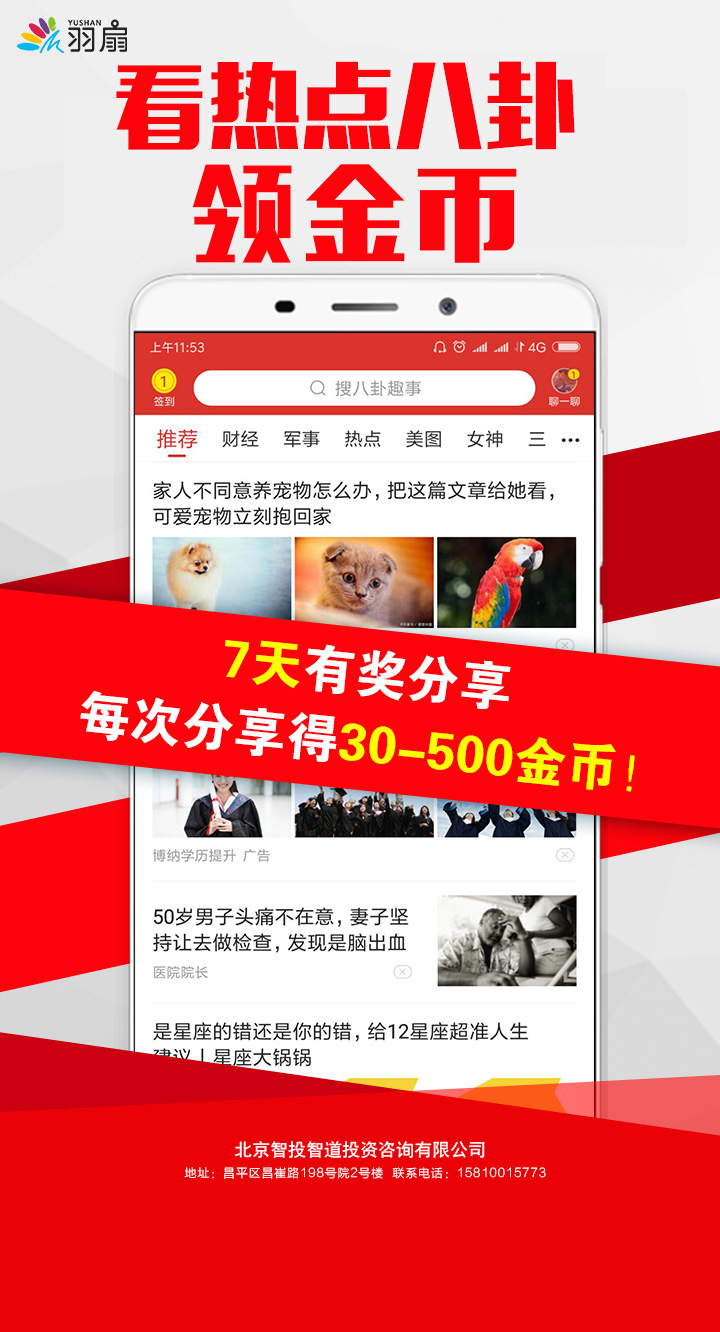 YUSHAN
羽扇
看热点八卦
领金币
上午11:53
4G
1
签到
搜八卦趣事
1
聊一聊
推荐 财经 军事 热点 美图 女神 三 •••
家人不同意养宠物怎么办，把这篇文章给她看，
可爱宠物立刻抱回家
7天有奖分享
每次分享得30-500金币！
博纳学历提升 广告
50岁男子头痛不在意，妻子坚
持让去做检查，发现是脑出血
医院院长
是星座的错还是你的错，给12星座超准人生
建议丨星座大锅锅
北京智投智道投资咨询有限公司
地址：昌平区昌崔路198号院2号楼 联系电话：15810015773